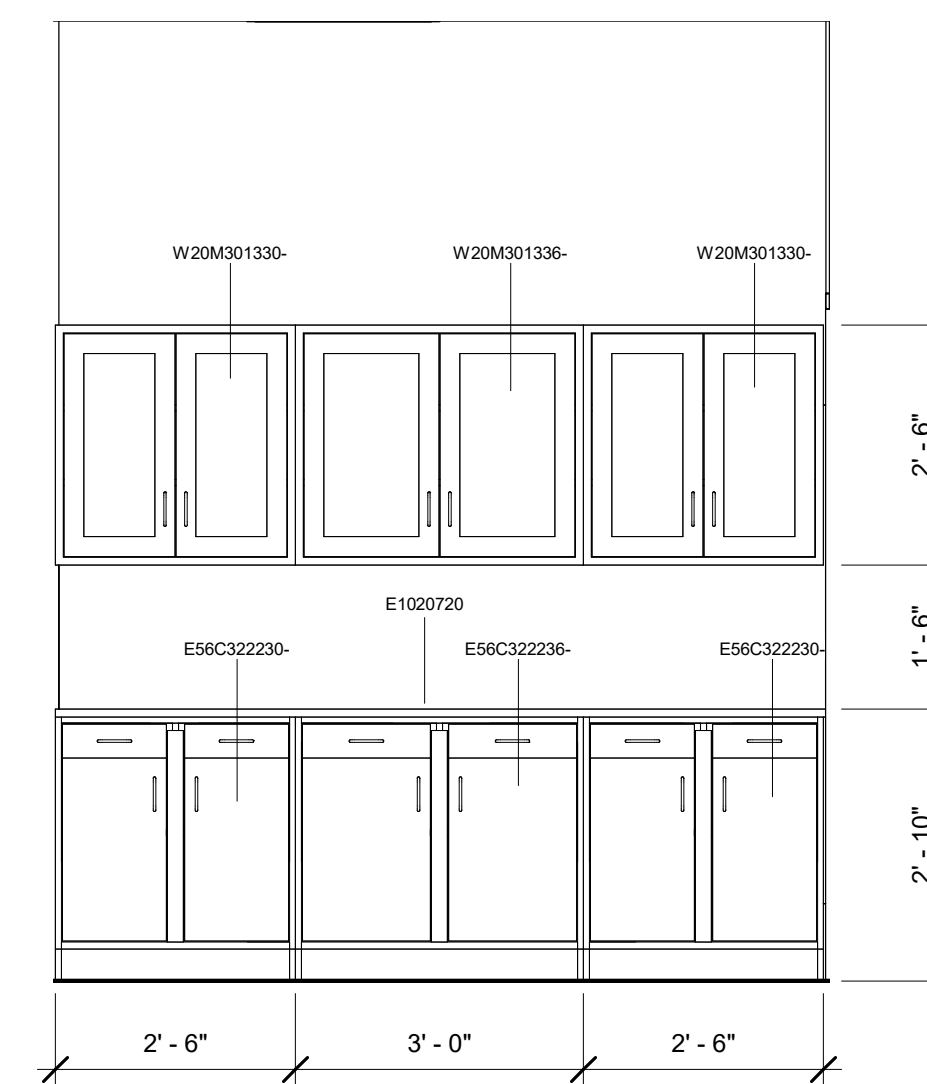 W20M301330-
W20M301336-
W20M301330-
2' - 6"
E1020720
1' - 6"
E56C322230-
E56C322236-
E56C322230-
2' - 10"
2' - 6"
3' - 0"
2' - 6"